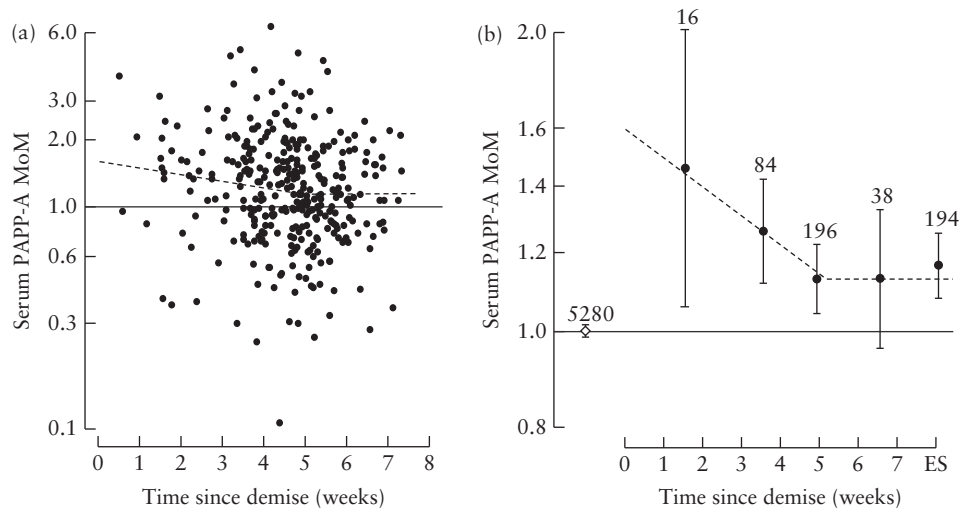 (a)
Serum PAPP-A MoM
6.0
3.0
2.0
1.0
0.6
0.3
0.1
0 1 2 3 4 5 6 7 8
Time since demise (weeks)
(b)
Serum PAPP-A MoM
2.0
1.6
1.4
1.2
1.0
0.8
5280
16
84
196
38
194
0 1 2 3 4 5 6 7 ES
Time since demise (weeks)